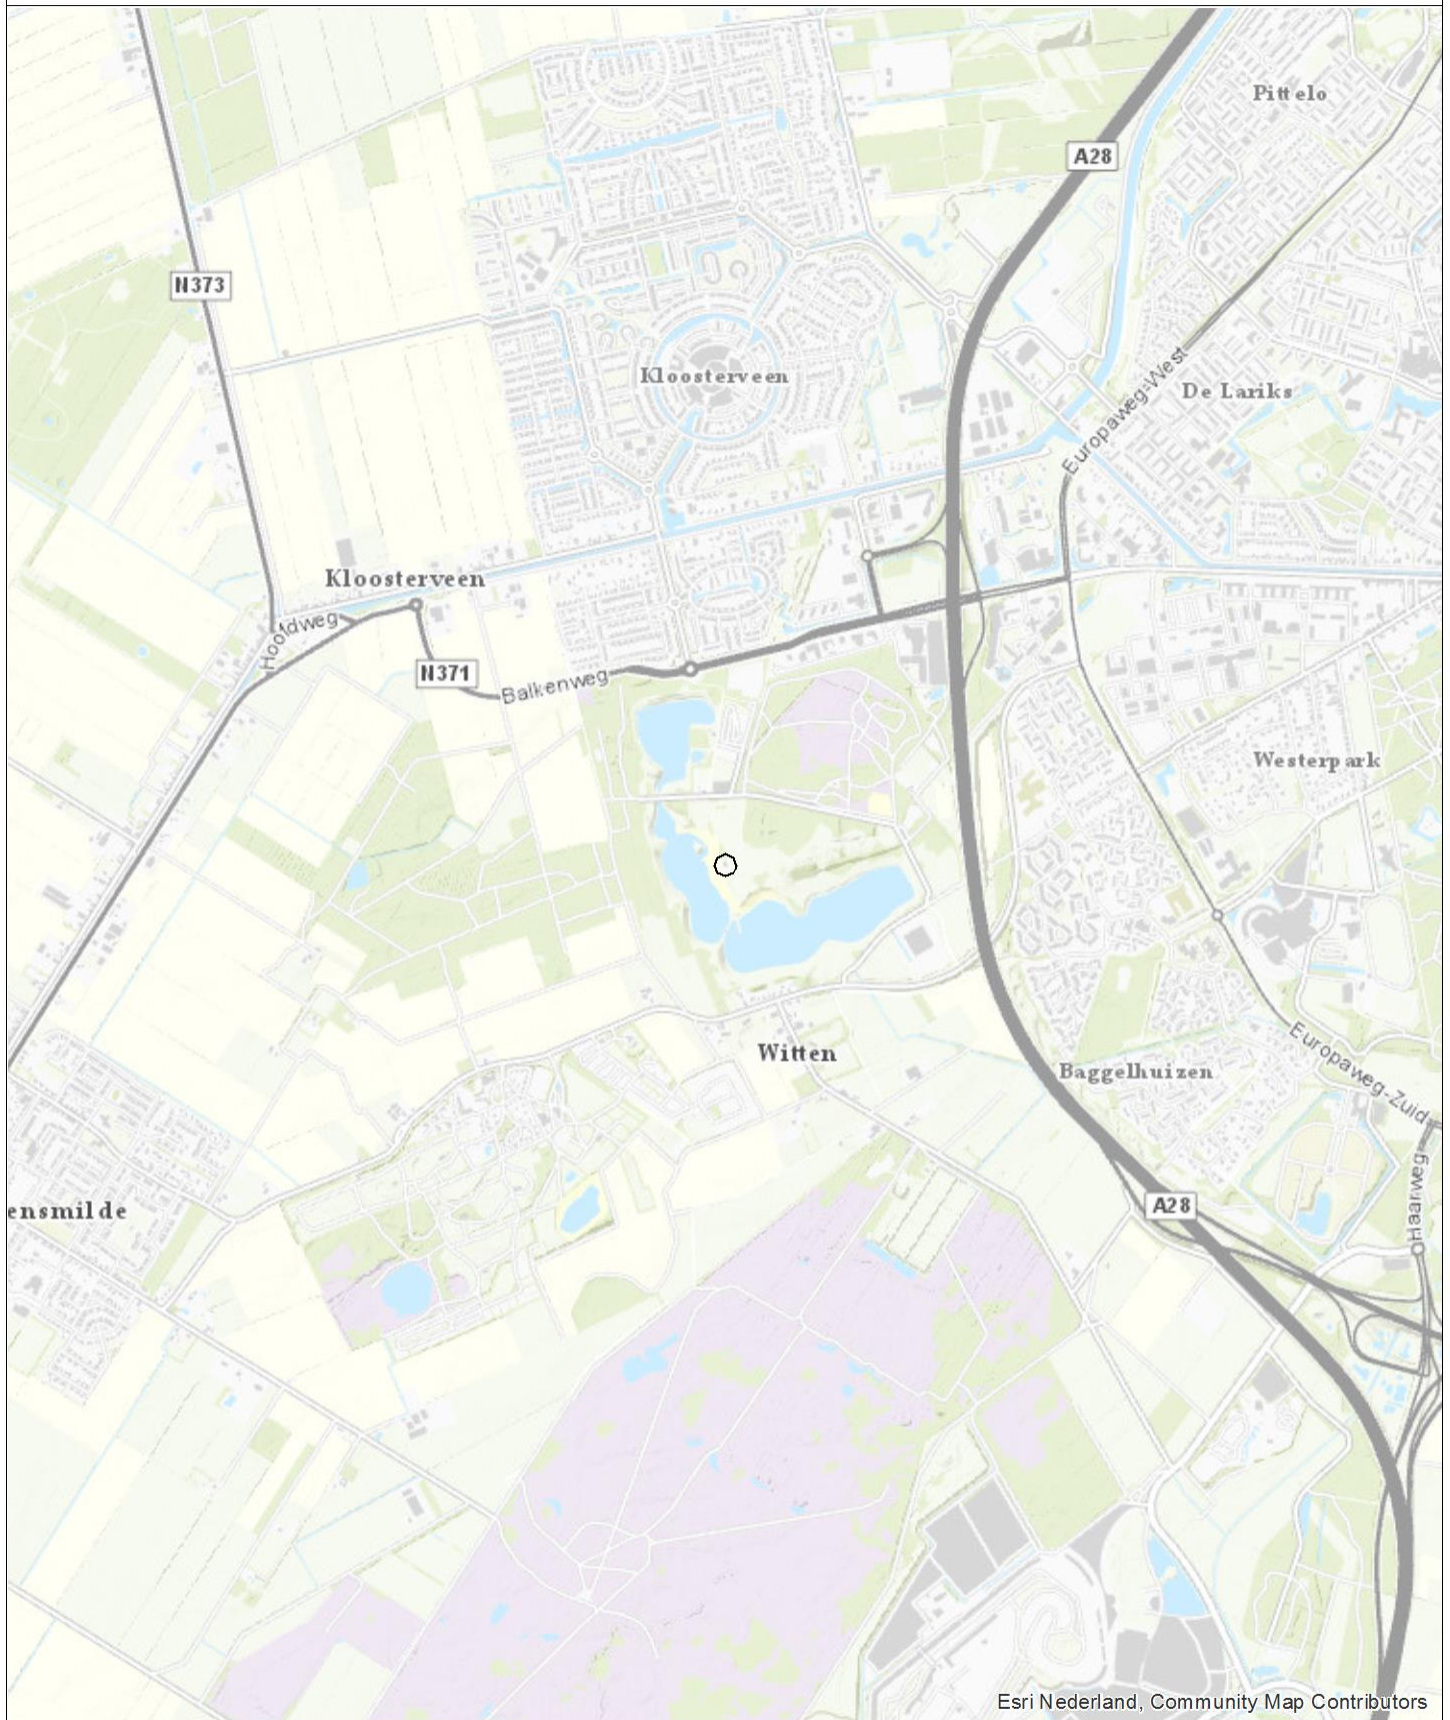 Pittelo
A28
N373
Kloosterveen
De Lariks
Europaweg-West
Kloosterveen
Hoofdweg
N371
Balkenweg
Westerpark
Witten
Baggelhuizen
Europaweg-Zuid
Haarweg
A28
ensmilde
Esri Nederland, Community Map Contributors